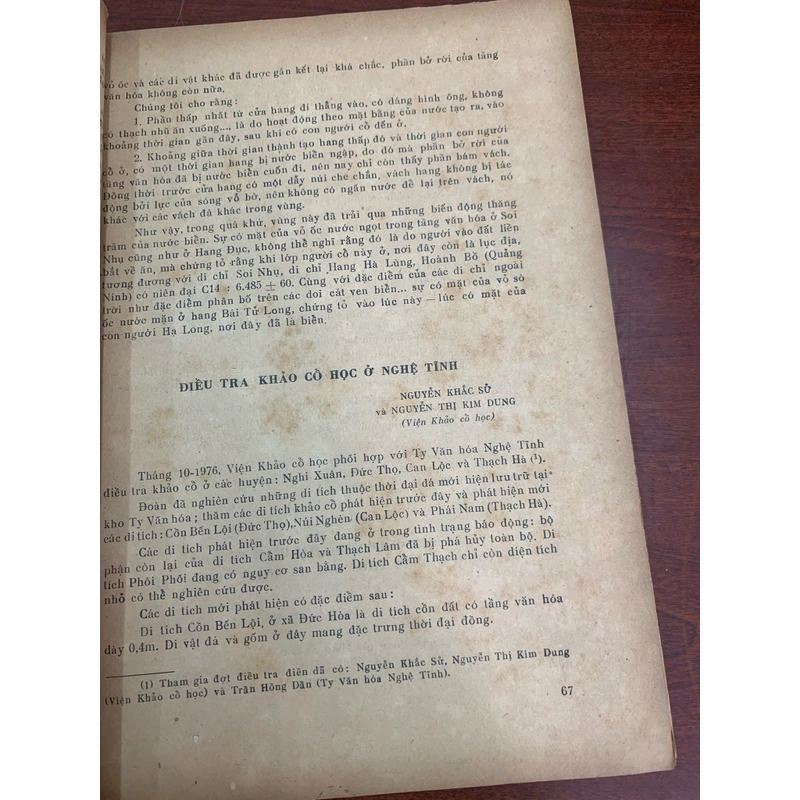 vỏ ốc và các di vật khác đã được gắn kết lại khá chắc, phần bở rời của tầng
văn hóa không còn nữa.
Chúng tôi cho rằng :
1. Phần thấp nhất từ cửa hang đi thẳng vào, có dáng hình ống, không
có thạch nhũ ăn xuống... là do hoạt động theo mặt bằng của nước tạo ra, vào
khoảng thời gian gần đây, sau khi có con người cổ đến ở.
2. Khoảng giữa thời gian thành tạo hang thấp đó và thời gian con người
cổ ở, có một thời gian hang bị nước biển ngập, do đó mà phần bở rời của
tầng văn hóa đã bị nước biển cuốn đi, nên nay chỉ còn thấy phần bám vách.
Đồng thời trước cửa hang có một dẫy núi che chắn, vách hang không bị tác
động bởi lực của sóng vỗ bờ, nên không có ngấn nước để lại trên vách, nó
khác với các vách đá khác trong vùng.
Như vậy, trong quá khứ, vùng này đã trải qua những biến động thăng
trầm của nước biển. Sự có mặt của vỏ ốc nước ngọt trong tầng văn hóa ở Soi
Nhụ cũng như ở Hang Đục, không thể nghĩ rằng đó là do người vào đất liền
bắt về ăn, mà chứng tỏ rằng khi lớp người cổ này ở, nơi đây còn là lục địa,
tương đương với di chỉ Soi Nhụ, di chỉ Hang Hà Lùng, Hoành Bồ (Quảng
Ninh) có niên đại C14 : 6.485 ± 60. Cùng với đặc điểm của các di chỉ ngoài
trời như đặc điểm phân bố trên các doi cát ven biển... sự có mặt của vỏ sò
ốc nước mặn ở hang Bái Tử Long, chứng tỏ vào lúc này — lúc có mặt của
con người Hạ Long, nơi đây đã là biển.
ĐIỀU TRA KHẢO CỔ HỌC Ở NGHỆ TĨNH
NGUYỄN KHẮC SỬ
và NGUYỄN THỊ KIM DUNG
(Viện Khảo cổ học)
Tháng 10-1976, Viện Khảo cổ học phối hợp với Ty Văn hóa Nghệ Tĩnh
điều tra khảo cổ ở các huyện : Nghi Xuân, Đức Thọ, Can Lộc và Thạch Hà (1).
Đoàn đã nghiên cứu những di tích thuộc thời đại đá mới hiện lưu trữ tại
kho Ty Văn hóa ; thăm các di tích khảo cổ phát hiện trước đây và phát hiện mới
các di tích : Cồn Bến Lội (Đức Thọ), Núi Nghèn (Can Lộc) và Phái Nam (Thạch Hà).
Các di tích phát hiện trước đây đang ở trong tình trạng báo động : bộ
phận còn lại của di tích Cẩm Hòa và Thạch Lâm đã bị phá hủy toàn bộ. Di
tích Phôi Phối đang có nguy cơ san bằng. Di tích Cẩm Thạch chỉ còn diện tích
nhỏ có thể nghiên cứu được.
Các di tích mới phát hiện có đặc điểm sau :
Di tích Cồn Bến Lội, ở xã Đức Hòa là di tích cồn đất có tầng văn hóa
dày 0,4m. Di vật đá và gốm ở đây mang đặc trưng thời đại đồng.
(1) Tham gia đợt điều tra điền dã có : Nguyễn Khắc Sử, Nguyễn Thị Kim Dung
(Viện Khảo cổ học) và Trần Hồng Dần (Ty Văn hóa Nghệ Tĩnh).
67